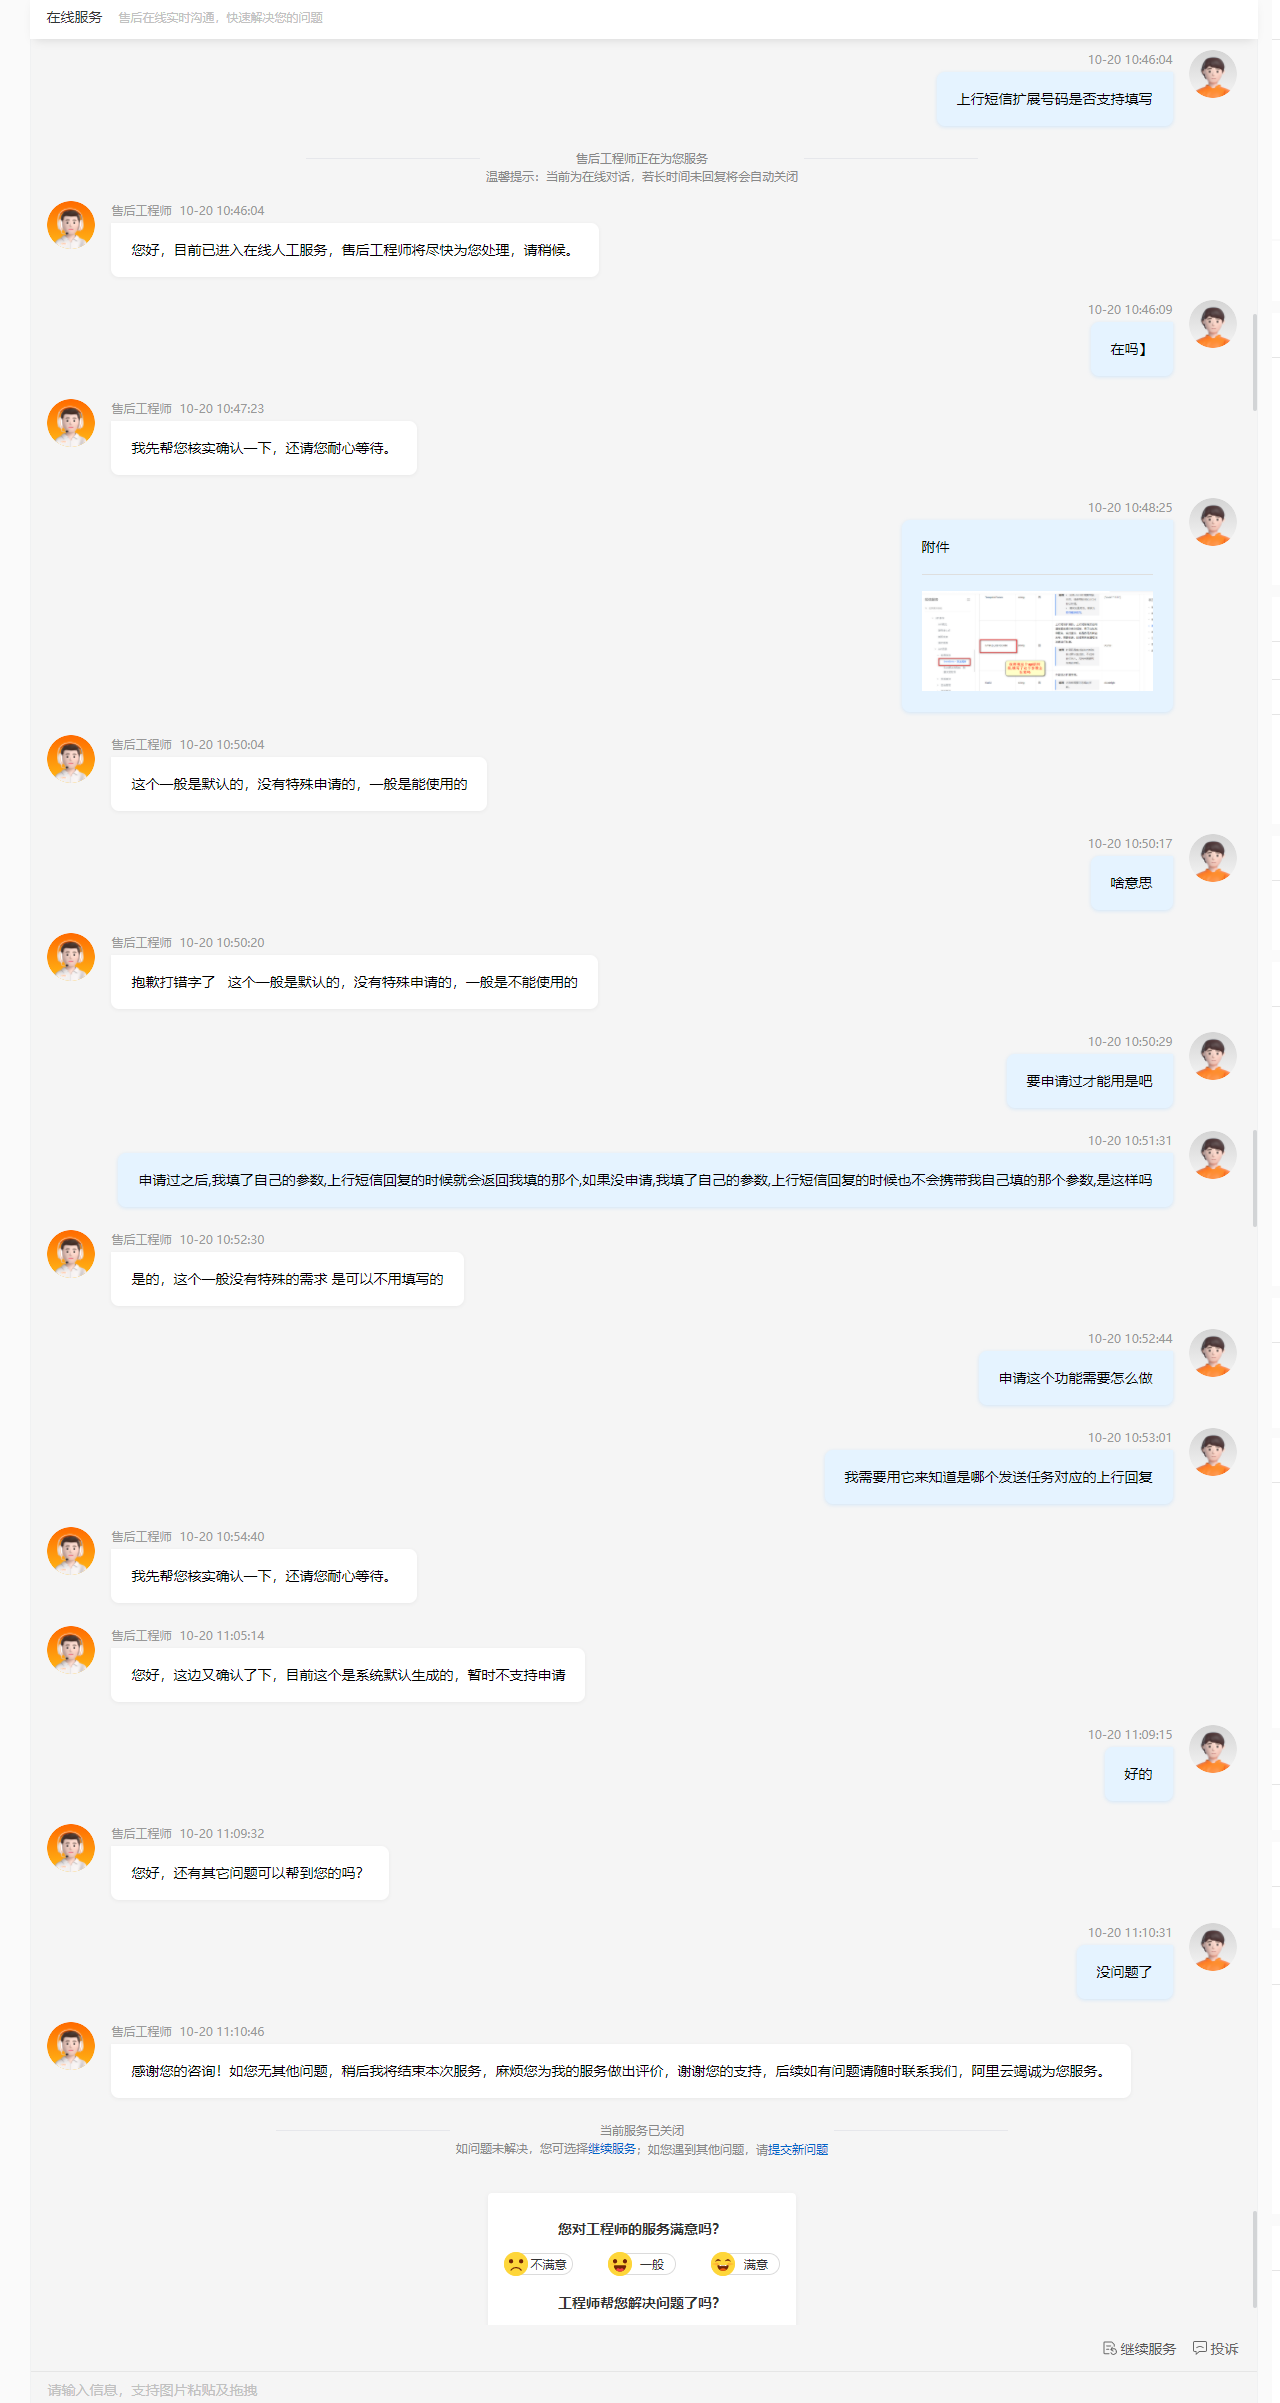 在线服务 售后在线实时沟通，快速解决您的问题
10-20 10:46:04
上行短信扩展号码是否支持填写
售后工程师正在为您服务
温馨提示：当前为在线对话，若长时间未回复将会自动关闭
售后工程师 10-20 10:46:04
您好，目前已进入在线人工服务，售后工程师将尽快为您处理，请稍候。
10-20 10:46:09
在吗】
售后工程师 10-20 10:47:23
我先帮您核实确认一下，还请您耐心等待。
10-20 10:48:25
附件
售后工程师 10-20 10:50:04
这个一般是默认的，没有特殊申请的，一般是能使用的
10-20 10:50:17
啥意思
售后工程师 10-20 10:50:20
抱歉打错字了 这个一般是默认的，没有特殊申请的，一般是不能使用的
10-20 10:50:29
要申请过才能用是吧
10-20 10:51:31
申请过之后,我填了自己的参数,上行短信回复的时候就会返回我填的那个,如果没申请,我填了自己的参数,上行短信回复的时候也不会携带我自己填的那个参数,是这样吗
售后工程师 10-20 10:52:30
是的，这个一般没有特殊的需求 是可以不用填写的
10-20 10:52:44
申请这个功能需要怎么做
10-20 10:53:01
我需要用它来知道是哪个发送任务对应的上行回复
售后工程师 10-20 10:54:40
我先帮您核实确认一下，还请您耐心等待。
售后工程师 10-20 11:05:14
您好，这边又确认了下，目前这个是系统默认生成的，暂时不支持申请
10-20 11:09:15
好的
售后工程师 10-20 11:09:32
您好，还有其它问题可以帮到您的吗？
10-20 11:10:31
没问题了
售后工程师 10-20 11:10:46
感谢您的咨询！如您无其他问题，稍后我将结束本次服务，麻烦您为我的服务做出评价，谢谢您的支持，后续如有问题请随时联系我们，阿里云竭诚为您服务。
当前服务已关闭
如问题未解决，您可选择继续服务；如您遇到其他问题，请提交新问题
您对工程师的服务满意吗？
不满意 一般 满意
工程师帮您解决问题了吗？
继续服务 投诉
请输入信息，支持图片粘贴及拖拽